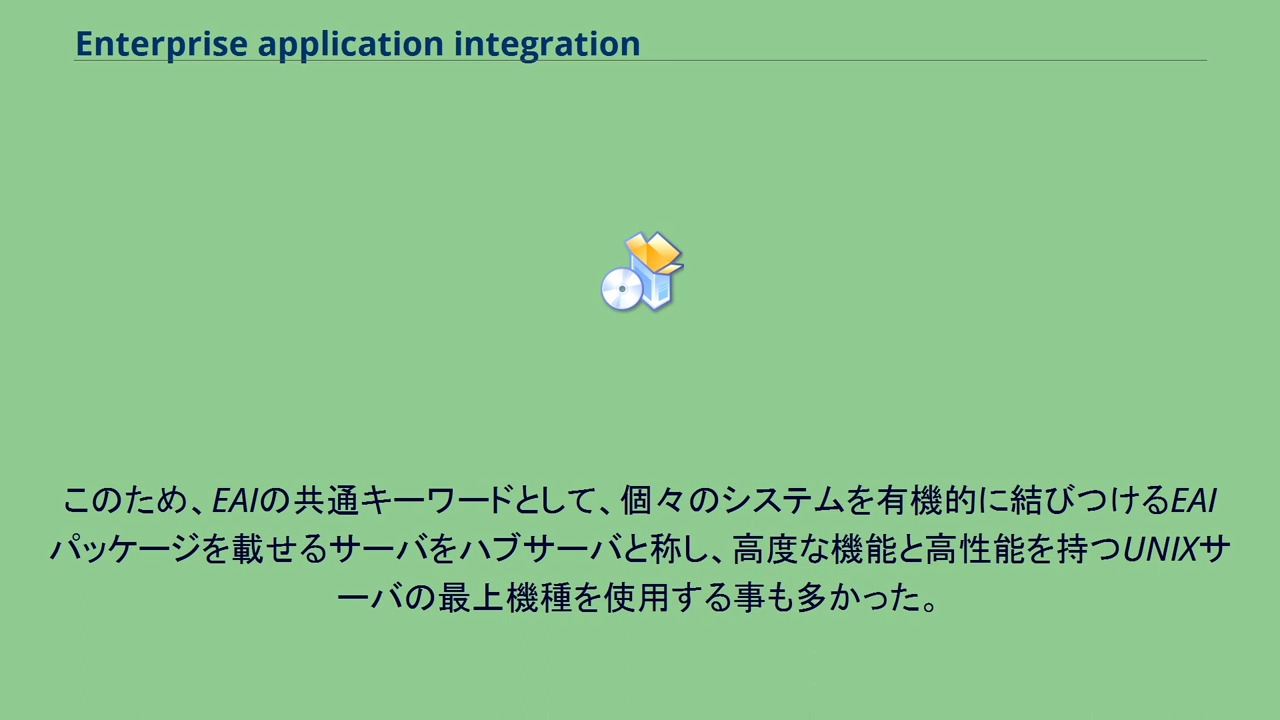 Enterprise application integration
このため、EAIの共通キーワードとして、個々のシステムを有機的に結びつけるEAI
パッケージを載せるサーバをハブサーバと称し、高度な機能と高性能を持つUNIXサ
ーバの最上機種を使用する事も多かった。